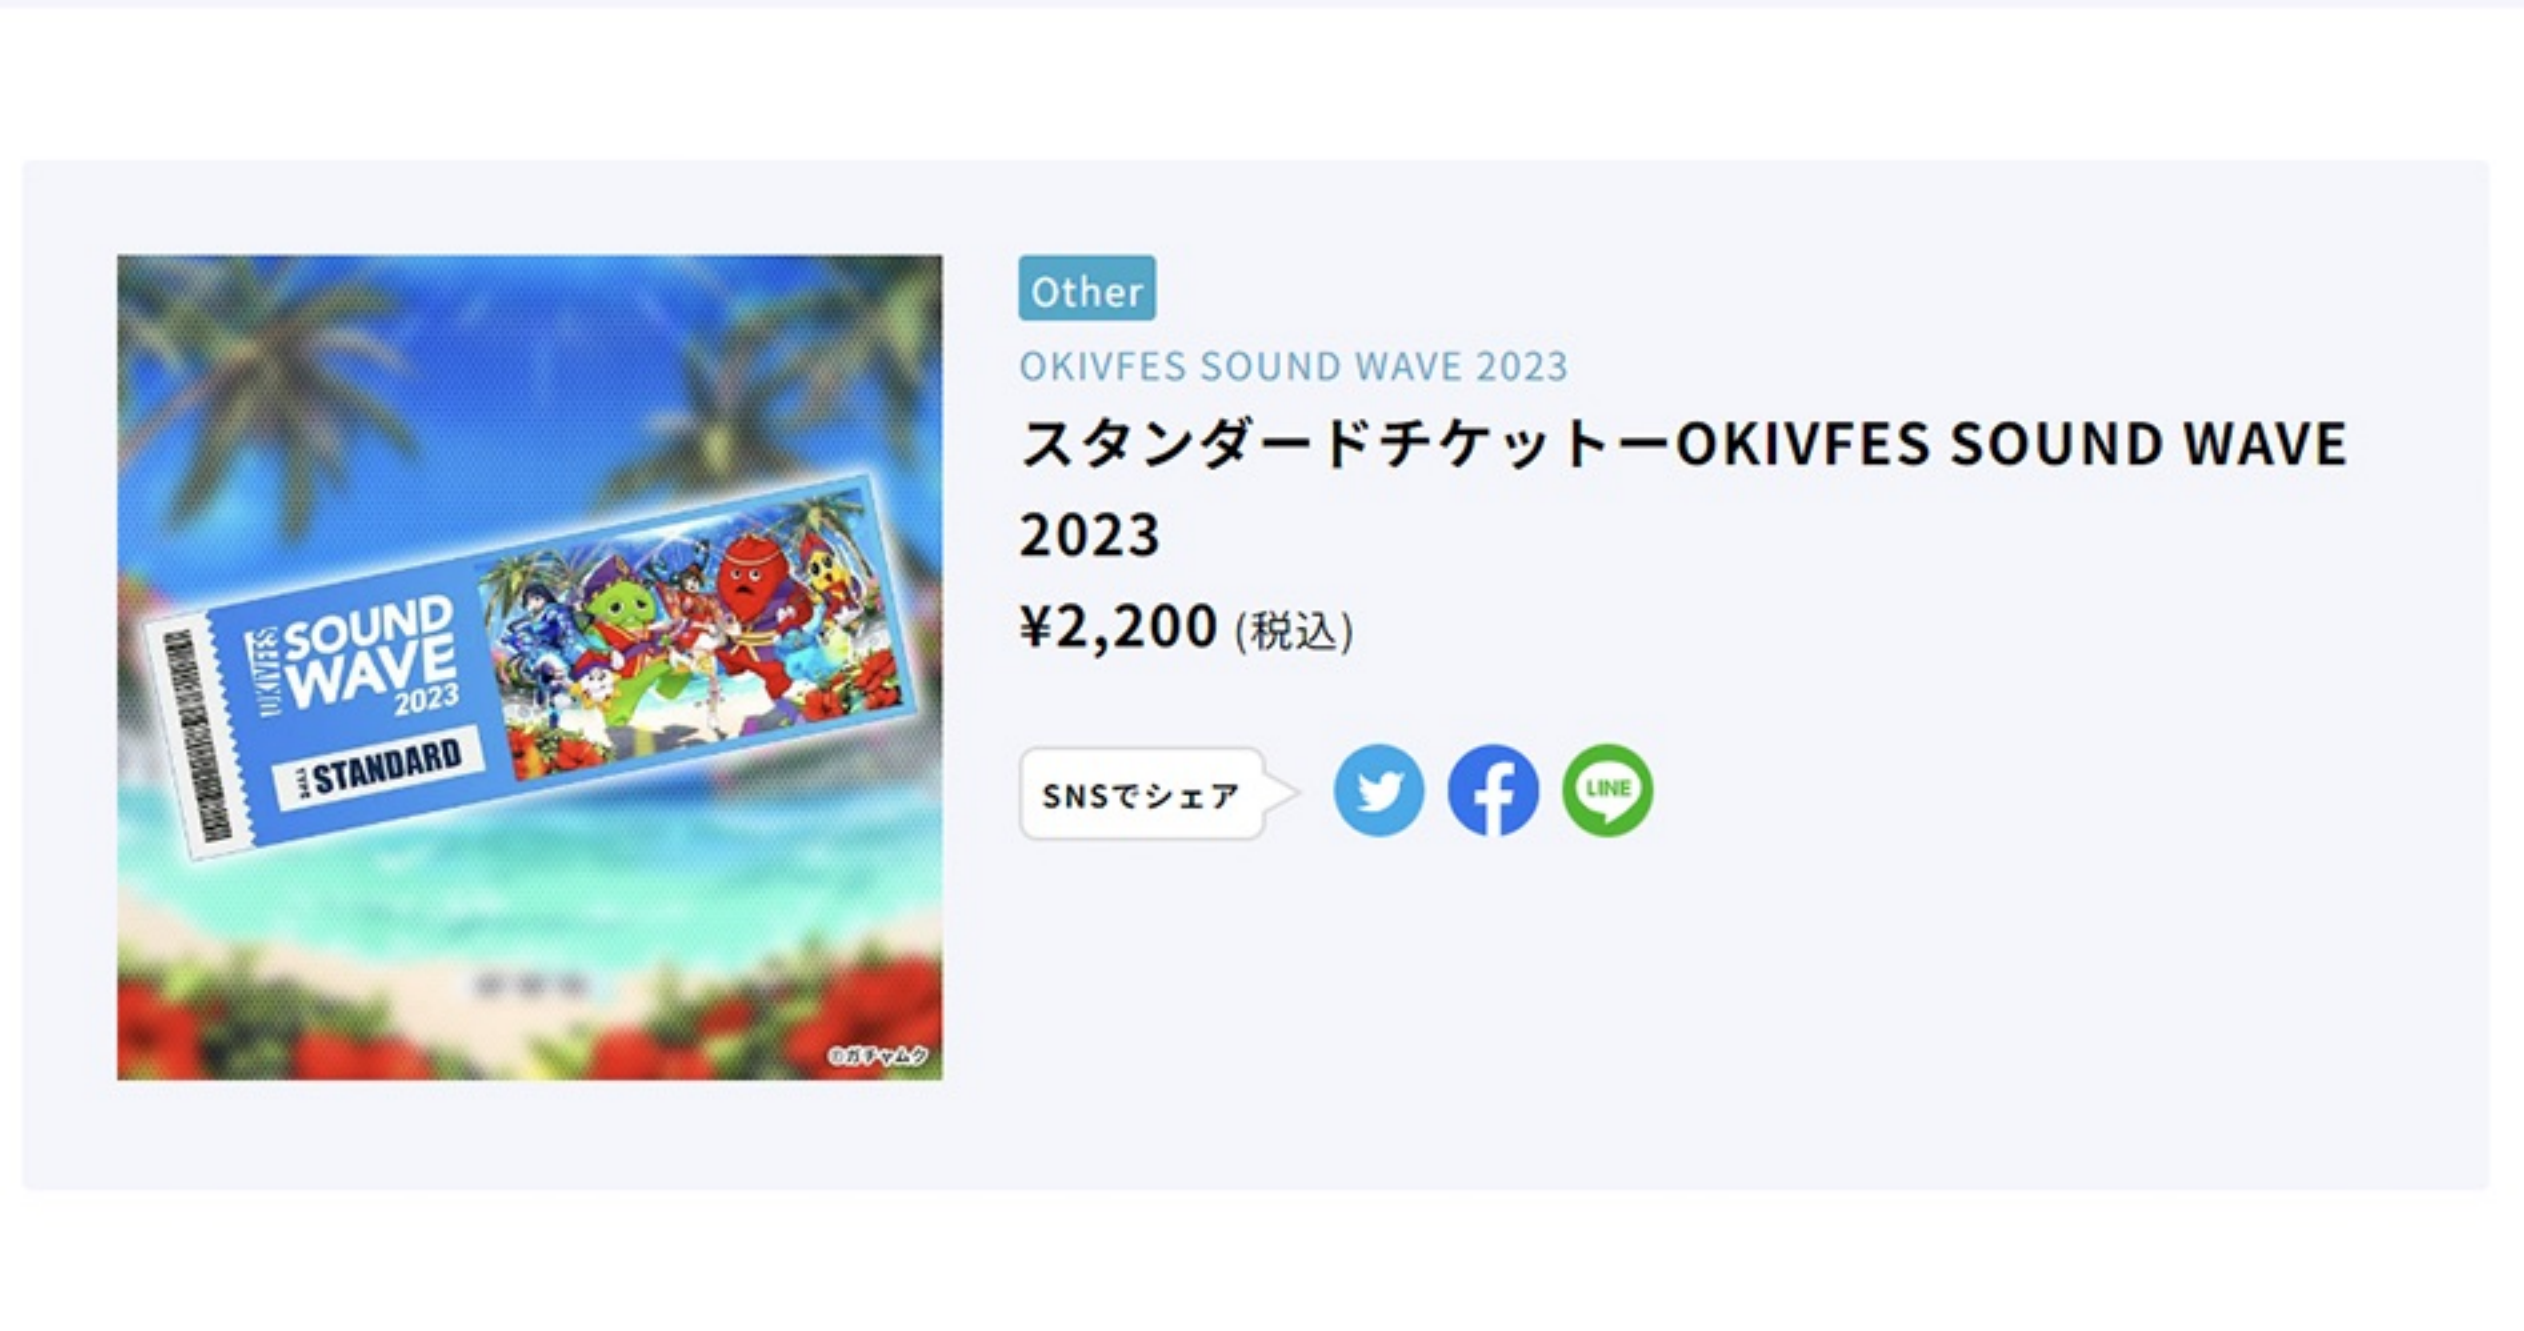 OKIVFES
SOUND
WAVE
2023
STANDARD
©ガチャムク
Other
OKIVFES SOUND WAVE 2023
スタンダードチケットーOKIVFES SOUND WAVE
2023
¥2,200 (税込)
SNSでシェア
LINE